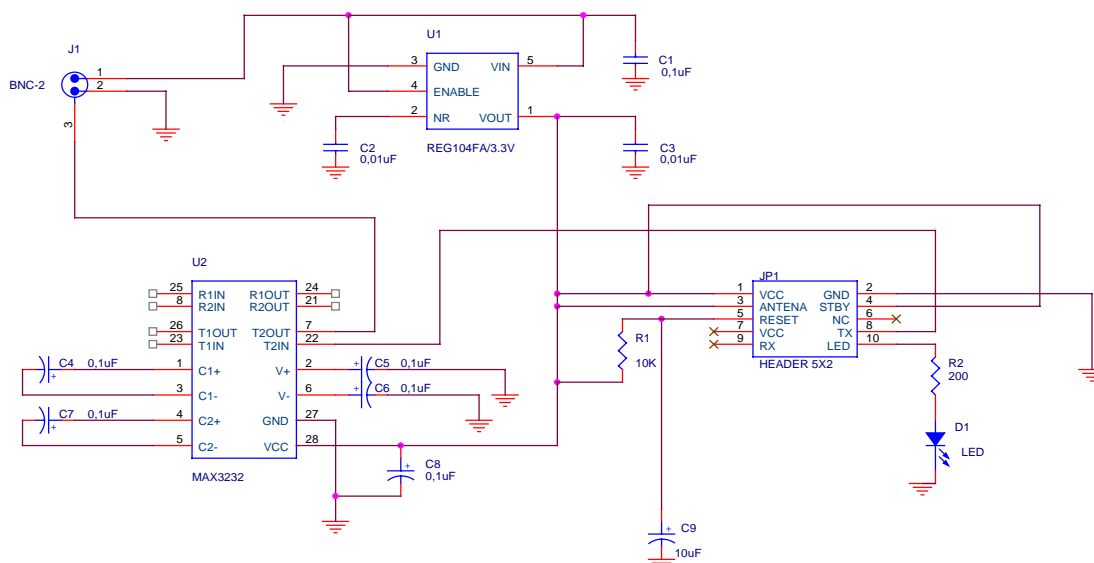 J1
BNC-2
1
2
3
U1
3 GND VIN 5
4 ENABLE
2 NR VOUT 1
REG104FA/3.3V
C1
0,1uF
C2
0,01uF
C3
0,01uF
U2
25 R1IN R1OUT 24
8 R2IN R2OUT 21
26 T1OUT T2OUT 7
23 T1IN T2IN 22
1 C1+ V+ 2
3 C1- V- 6
4 C2+ GND 27
5 C2- VCC 28
MAX3232
C4 0,1uF
C7 0,1uF
C5 0,1uF
C6 0,1uF
C8
0,1uF
JP1
1 VCC GND 2
3 ANTENA STBY 4
5 RESET NC 6
7 VCC TX 8
9 RX LED 10
HEADER 5X2
R1
10K
R2
200
D1
LED
C9
10uF